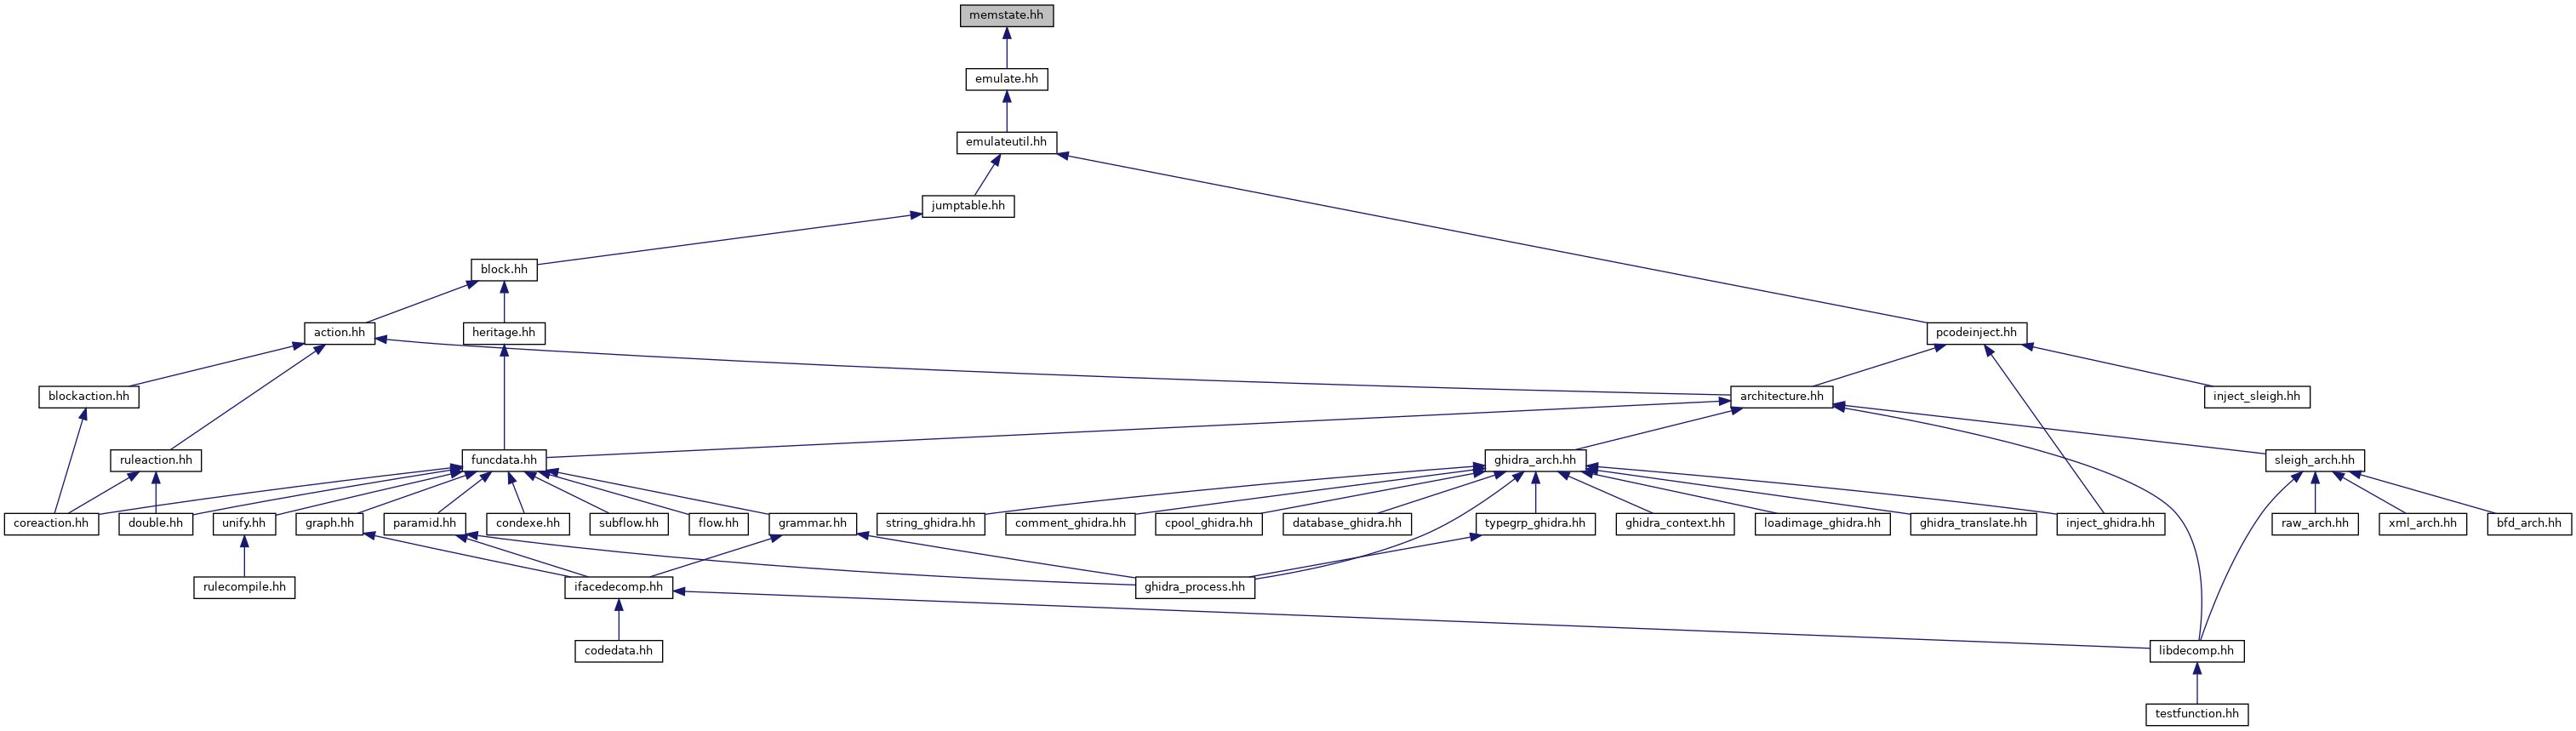 memstate.hh
emulate.hh
emulateutil.hh
jumptable.hh
block.hh
action.hh
heritage.hh
pcodeinject.hh
blockaction.hh
architecture.hh
inject_sleigh.hh
ruleaction.hh
funcdata.hh
ghidra_arch.hh
sleigh_arch.hh
coreaction.hh
double.hh
unify.hh
graph.hh
paramid.hh
condexe.hh
subflow.hh
flow.hh
grammar.hh
string_ghidra.hh
comment_ghidra.hh
cpool_ghidra.hh
database_ghidra.hh
typegrp_ghidra.hh
ghidra_context.hh
loadimage_ghidra.hh
ghidra_translate.hh
inject_ghidra.hh
raw_arch.hh
xml_arch.hh
bfd_arch.hh
rulecompile.hh
ifacedecomp.hh
ghidra_process.hh
codedata.hh
libdecomp.hh
testfunction.hh